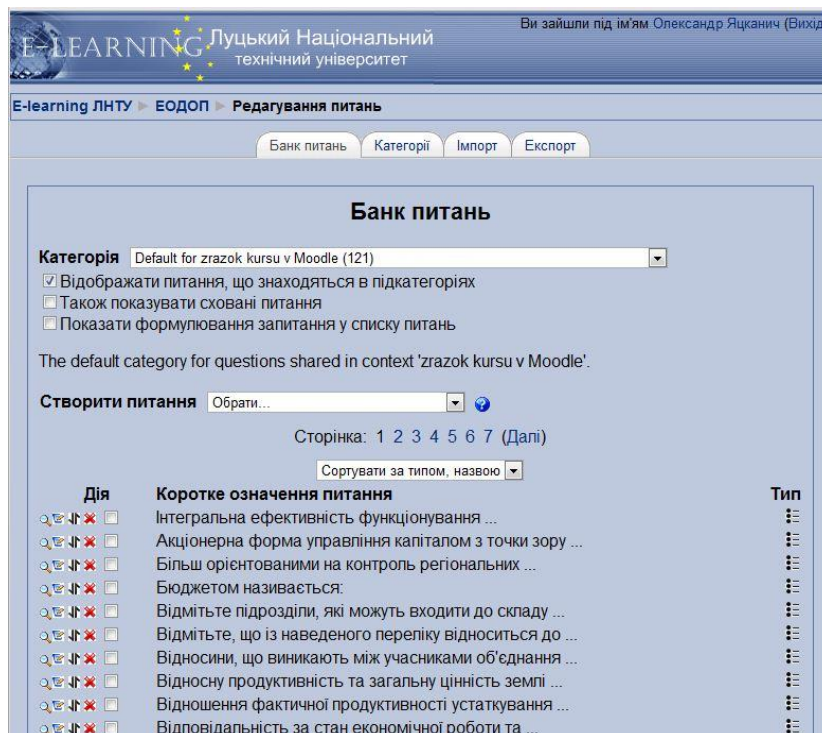 Ви зайшли під ім'ям Олександр Яцканич (Вихід
E-LEARNING Луцький Національний
технічний університет
E-learning ЛНТУ ► ЕОДОП ► Редагування питань
Банк питань Категорії Імпорт Експорт
Банк питань
Категорія Default for zrazok kursu v Moodle (121)
Відображати питання, що знаходяться в підкатегоріях
Також показувати сховані питання
Показати формулювання запитання у списку питань
The default category for questions shared in context 'zrazok kursu v Moodle'.
Створити питання Обрати...
Сторінка: 1 2 3 4 5 6 7 (Далі)
Сортувати за типом, назвою
Дія Коротке означення питання Тип
Інтегральна ефективність функціонування ...
Акціонерна форма управління капіталом з точки зору ...
Більш орієнтованими на контроль регіональних ...
Бюджетом називається:
Відмітьте підрозділи, які можуть входити до складу ...
Відмітьте, що із наведеного переліку відноситься до ...
Відносини, що виникають між учасниками об'єднання ...
Відносну продуктивність та загальну цінність землі ...
Відношення фактичної продуктивності устаткування ...
Відповідальність за стан економічної роботи та ...